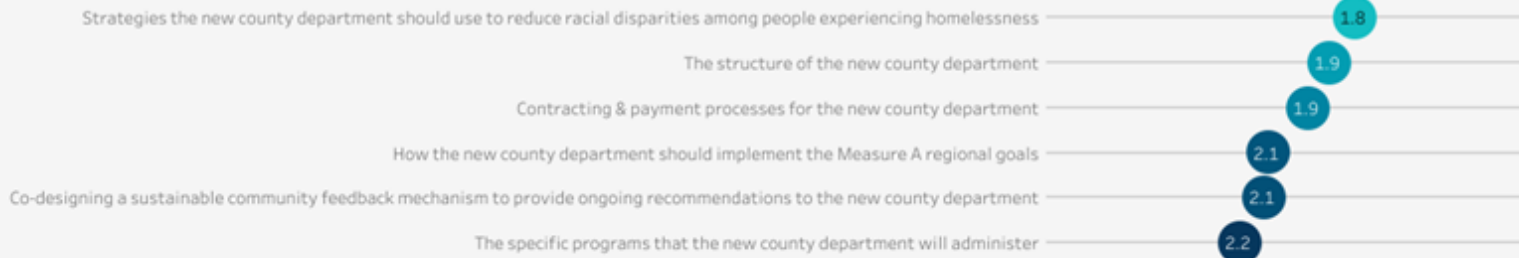 Strategies the new county department should use to reduce racial disparities among people experiencing homelessness 1.8
The structure of the new county department 1.9
Contracting & payment processes for the new county department 1.9
How the new county department should implement the Measure A regional goals 2.1
Co-designing a sustainable community feedback mechanism to provide ongoing recommendations to the new county department 2.1
The specific programs that the new county department will administer 2.2